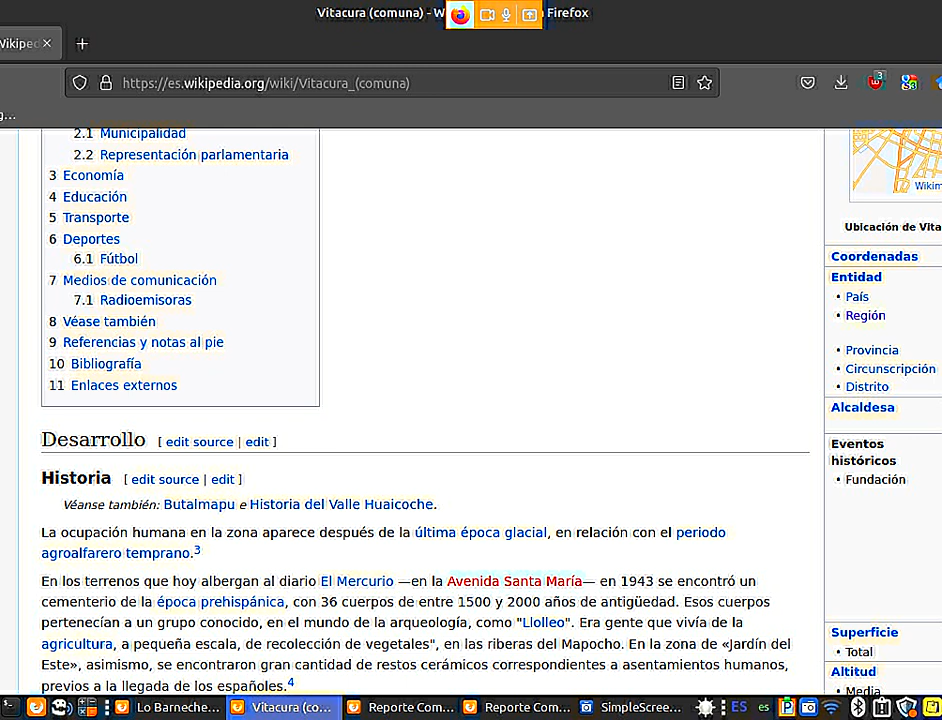 Vitacura (comuna) - W
Firefox
Wikiped
https://es.wikipedia.org/wiki/Vitacura_(comuna)
3
g...
2.1 Municipalidad
2.2 Representación parlamentaria
3 Economía
4 Educación
5 Transporte
6 Deportes
6.1 Fútbol
7 Medios de comunicación
7.1 Radioemisoras
8 Véase también
9 Referencias y notas al pie
10 Bibliografía
11 Enlaces externos
Desarrollo [ edit source | edit ]
Historia [ edit source | edit ]
Véanse también: Butalmapu e Historia del Valle Huaicoche.
La ocupación humana en la zona aparece después de la última época glacial, en relación con el periodo
agroalfarero temprano.3
En los terrenos que hoy albergan al diario El Mercurio —en la Avenida Santa María— en 1943 se encontró un
cementerio de la época prehispánica, con 36 cuerpos de entre 1500 y 2000 años de antigüedad. Esos cuerpos
pertenecían a un grupo conocido, en el mundo de la arqueología, como "Llolleo". Era gente que vivía de la
agricultura, a pequeña escala, de recolección de vegetales", en las riberas del Mapocho. En la zona de «Jardín del
Este», asimismo, se encontraron gran cantidad de restos cerámicos correspondientes a asentamientos humanos,
previos a la llegada de los españoles.4
Wikim
Ubicación de Vita
Coordenadas
Entidad
• País
• Región
• Provincia
• Circunscripción
• Distrito
Alcaldesa
Eventos
históricos
• Fundación
Superficie
• Total
Altitud
• Media
Lo Barneche...
Vitacura (co...
Reporte Com...
Reporte Com...
SimpleScree...
ES
es